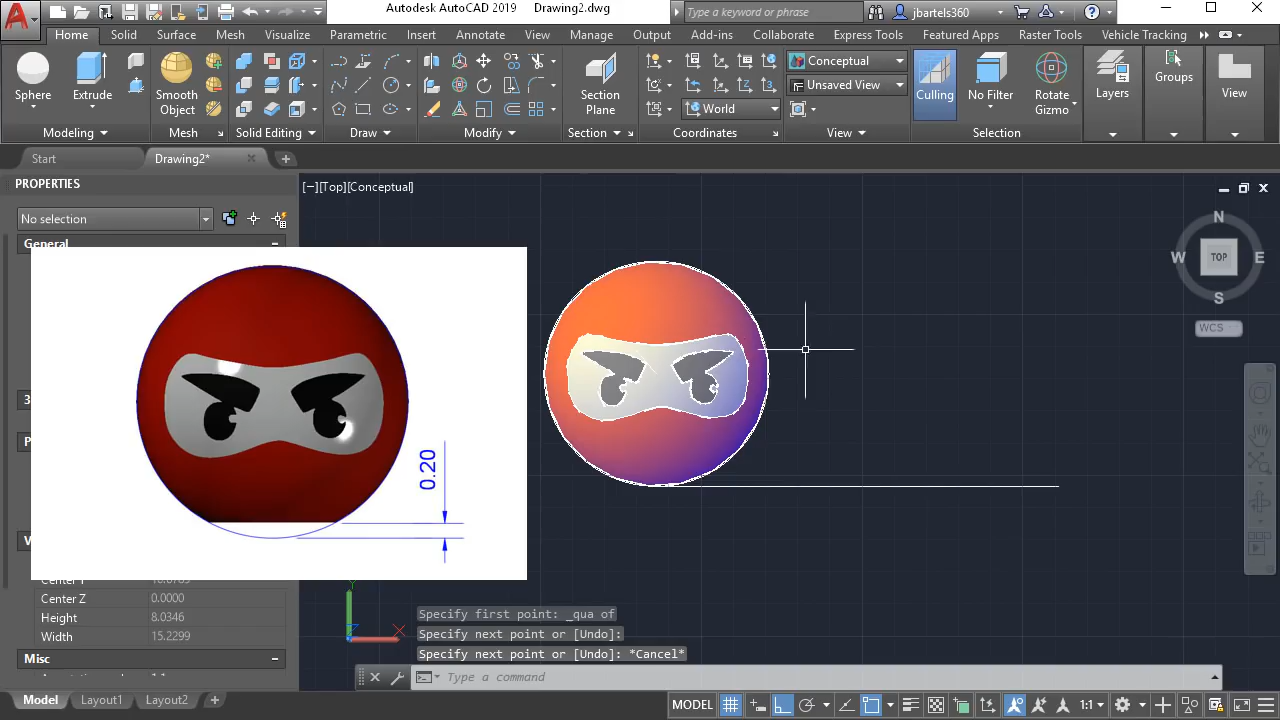 Autodesk AutoCAD 2019 Drawing2.dwg
Type a keyword or phrase
jbartels360
Home Solid Surface Mesh Visualize Parametric Insert Annotate View Manage Output Add-ins Collaborate Express Tools Featured Apps Raster Tools Vehicle Tracking
Sphere Extrude Smooth Object Section Plane Conceptual Unsaved View World Culling No Filter Rotate Gizmo Layers Groups View
Modeling Mesh Solid Editing Draw Modify Section Coordinates View Selection
Start Drawing2*
PROPERTIES
[−][Top][Conceptual]
No selection
General
N
W TOP E
S
WCS
0.20
3
P
V
Center Z 0.0000
Height 8.0346
Width 15.2299
Misc
Y
X
Specify first point: _qua of
Specify next point or [Undo]:
Specify next point or [Undo]: *Cancel*
Type a command
Model Layout1 Layout2
MODEL 1:1